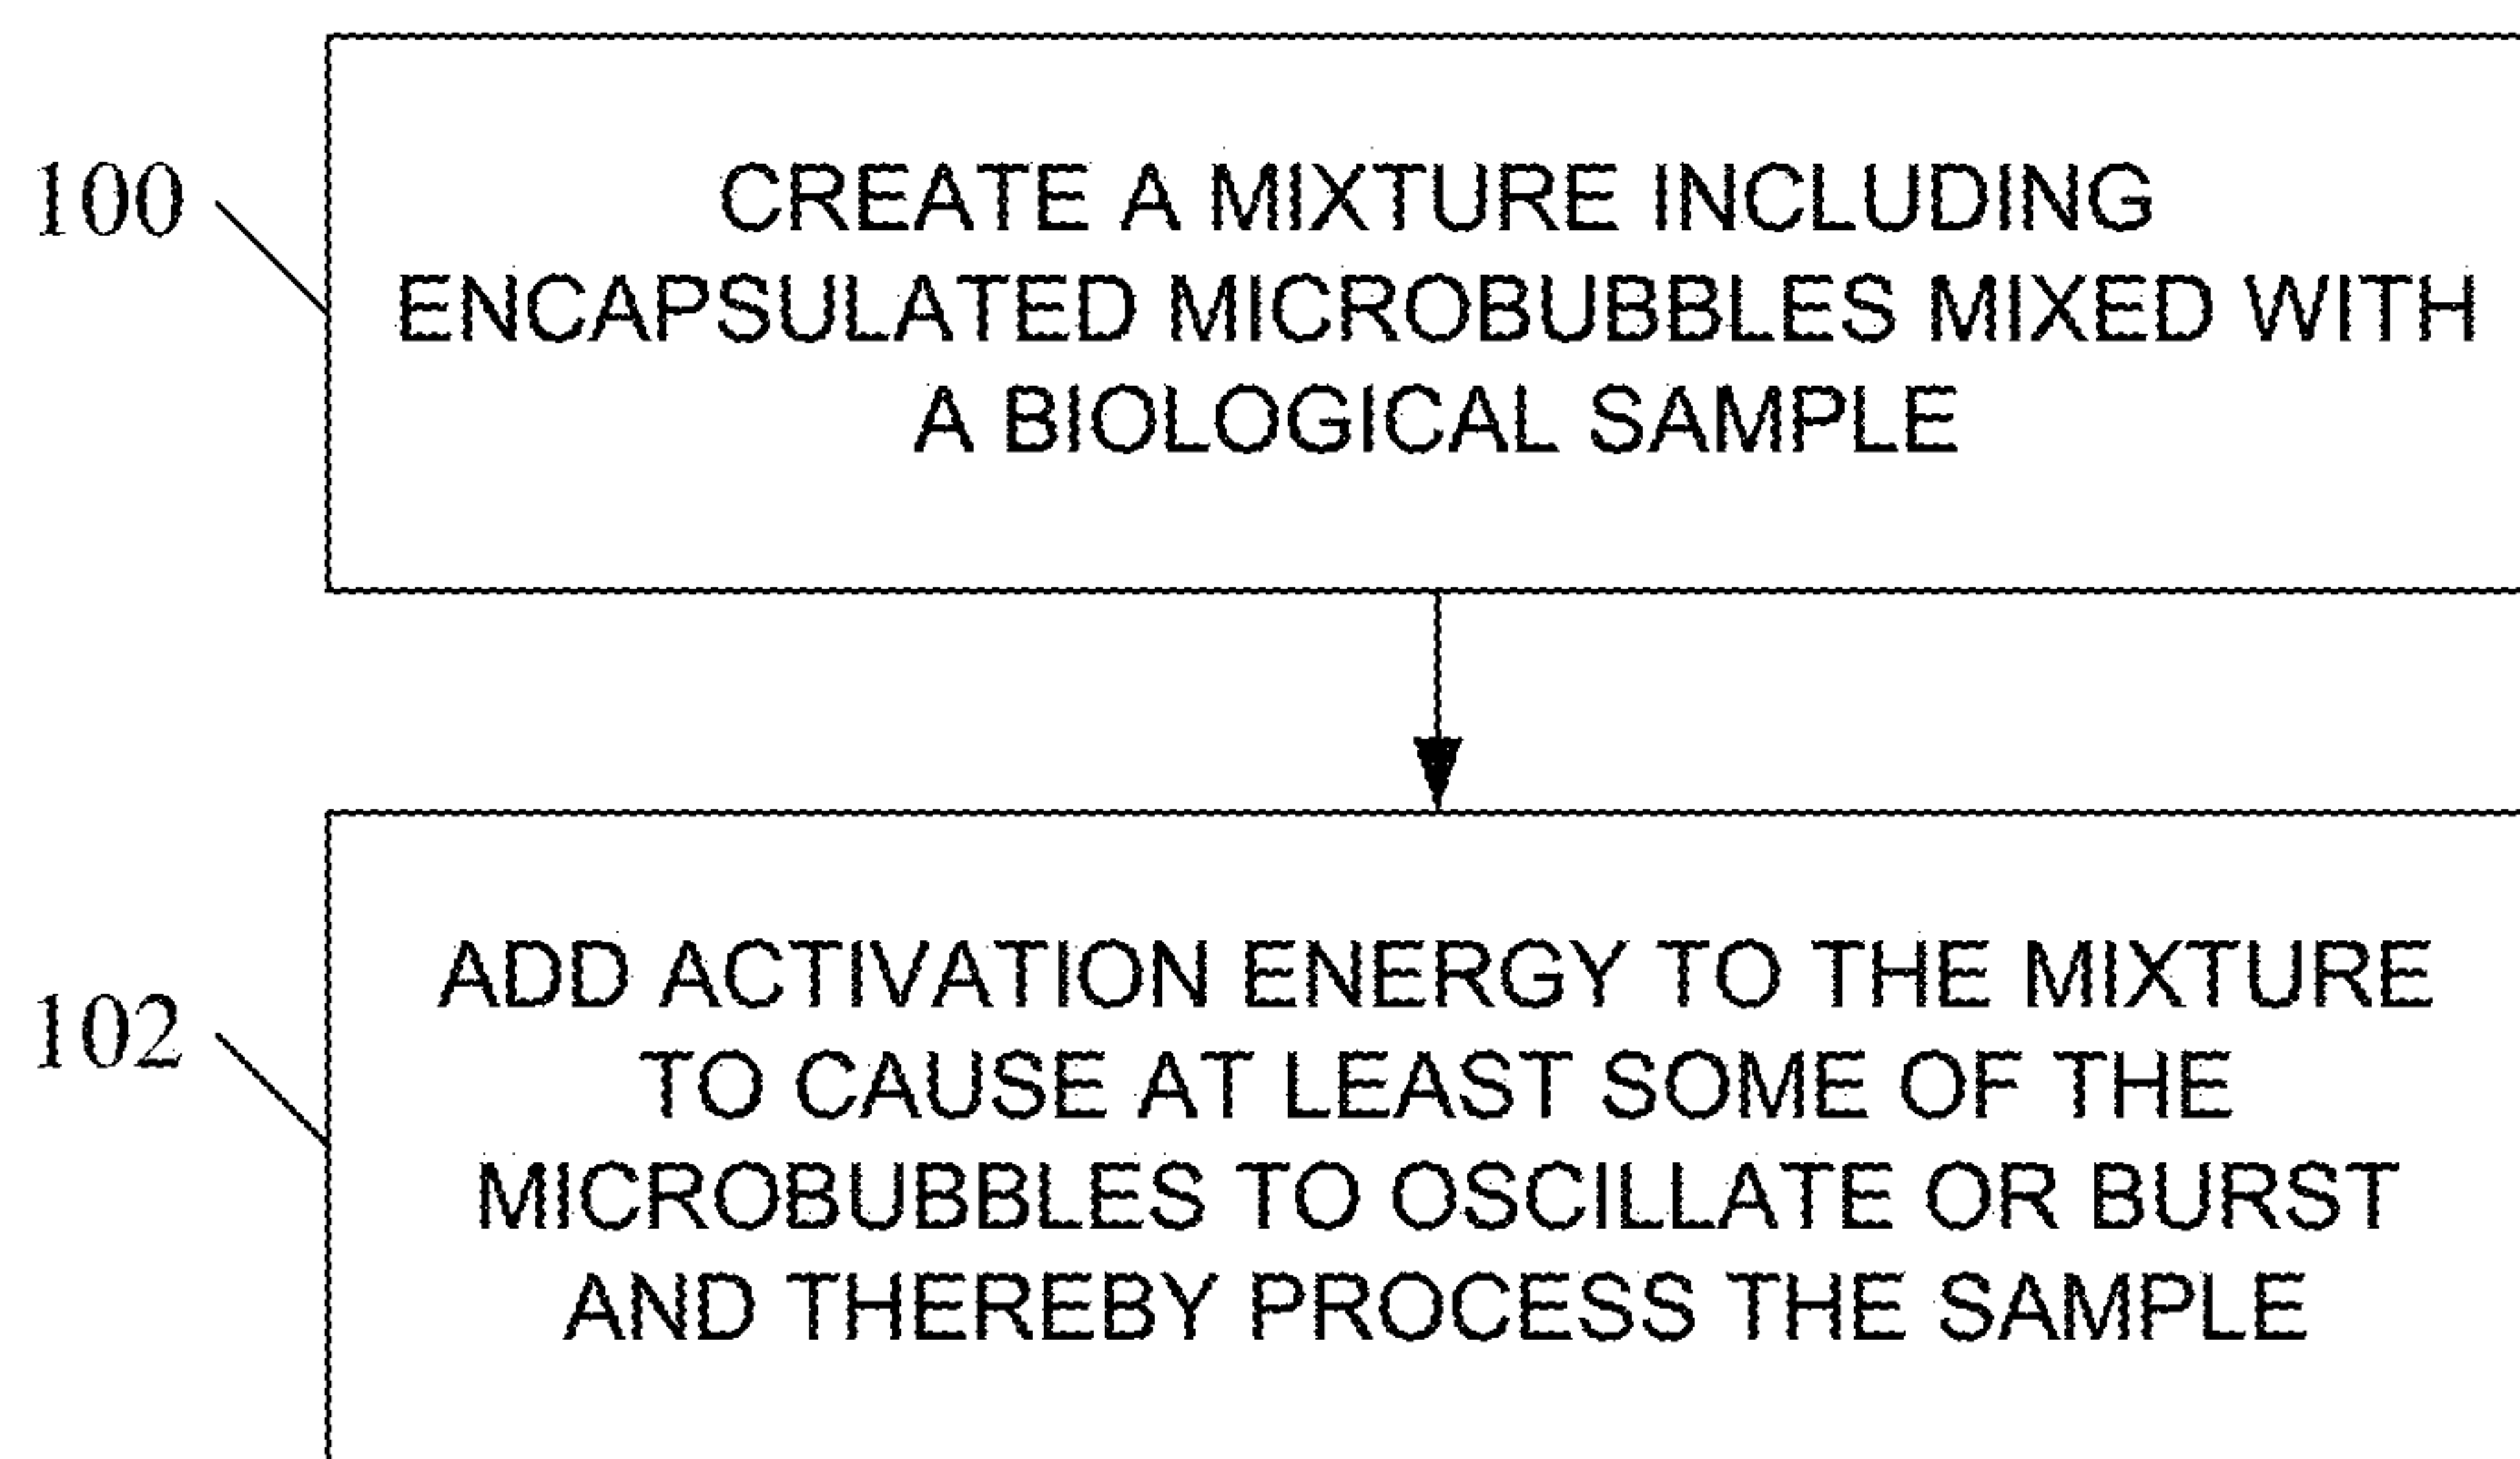 100
CREATE A MIXTURE INCLUDING
ENCAPSULATED MICROBUBBLES MIXED WITH
A BIOLOGICAL SAMPLE
102
ADD ACTIVATION ENERGY TO THE MIXTURE
TO CAUSE AT LEAST SOME OF THE
MICROBUBBLES TO OSCILLATE OR BURST
AND THEREBY PROCESS THE SAMPLE